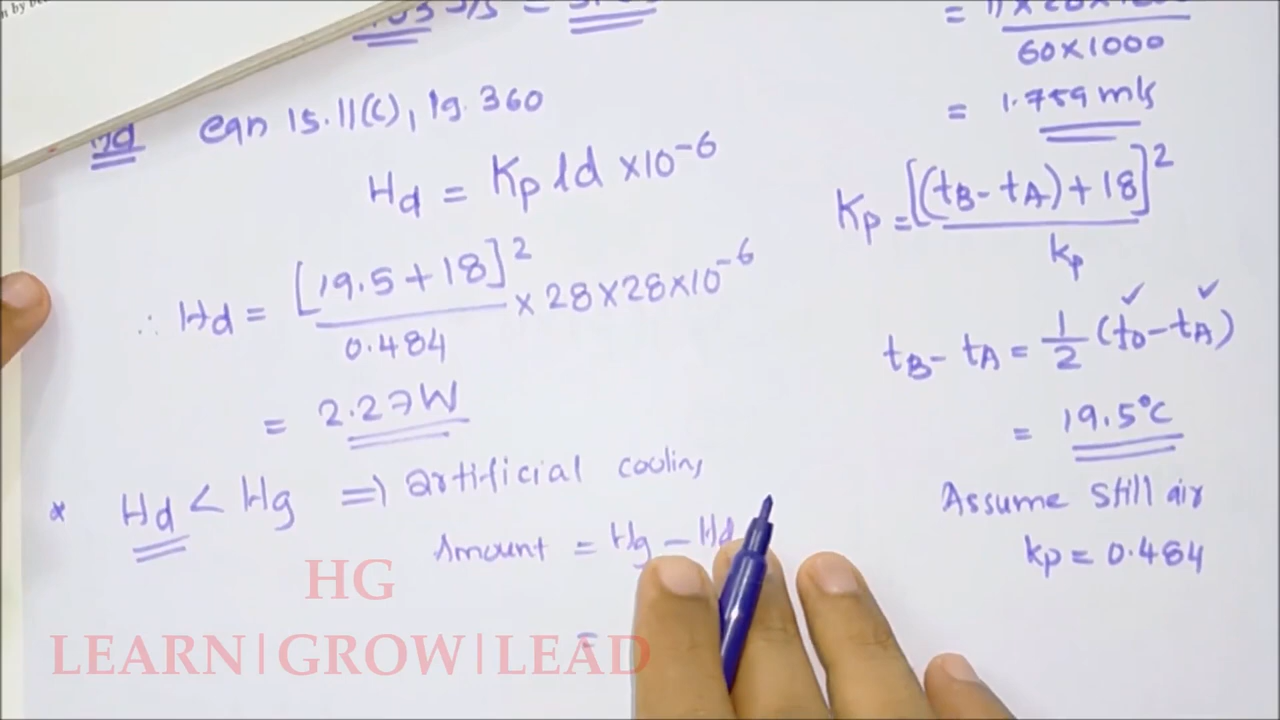 Hd eqn 15.11(c), Pg. 360
Hd = Kp ld ×10⁻⁶
∴ Hd = [19.5+18]² / 0.484 × 28×28×10⁻⁶
= 2.27W
* Hd < Hg ⇒ artificial cooling
Amount = Hg − Hd
=
60×1000
= 1.759 m/s
Kp = [(tB − tA) + 18]² / kp
tB − tA = 1/2 (to − tA)
= 19.5°C
Assume Still air
kp = 0.484
HG
LEARN|GROW|LEAD